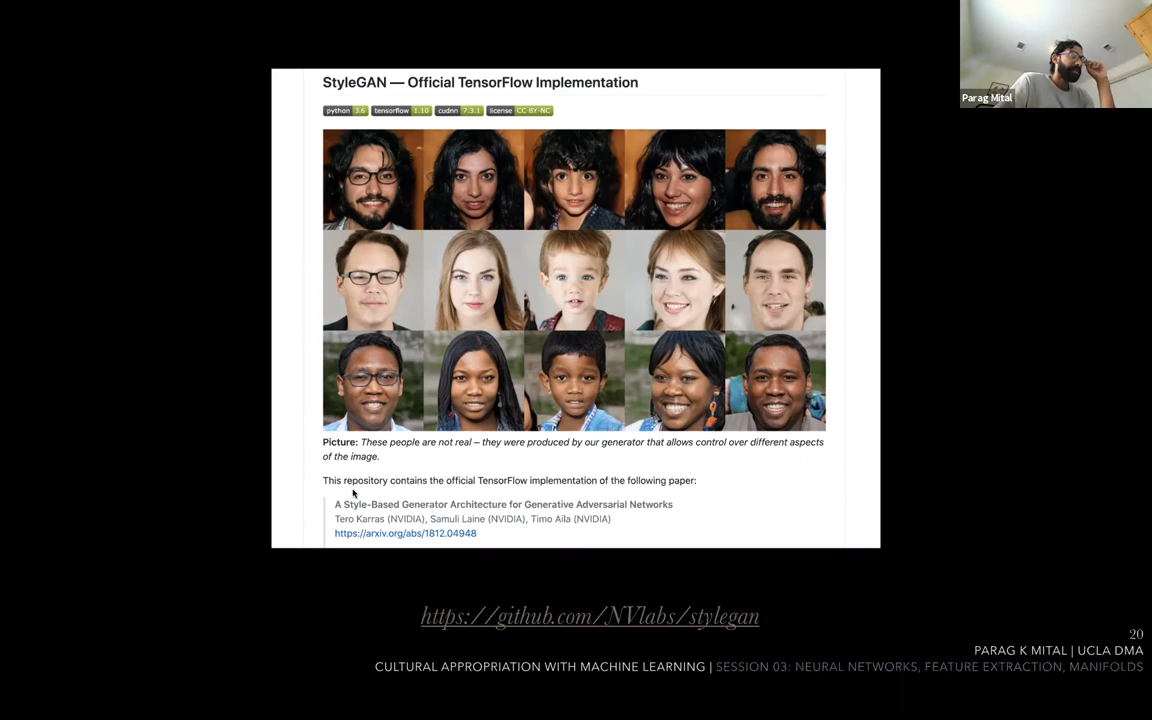 StyleGAN — Official TensorFlow Implementation
python 3.6 tensorflow 1.10 cudnn 7.3.1 license CC BY-NC
Picture: These people are not real – they were produced by our generator that allows control over different aspects
of the image.
This repository contains the official TensorFlow implementation of the following paper:
A Style-Based Generator Architecture for Generative Adversarial Networks
Tero Karras (NVIDIA), Samuli Laine (NVIDIA), Timo Aila (NVIDIA)
https://arxiv.org/abs/1812.04948
Parag Mital
https://github.com/NVlabs/stylegan
20
PARAG K MITAL | UCLA DMA
CULTURAL APPROPRIATION WITH MACHINE LEARNING | SESSION 03: NEURAL NETWORKS, FEATURE EXTRACTION, MANIFOLDS